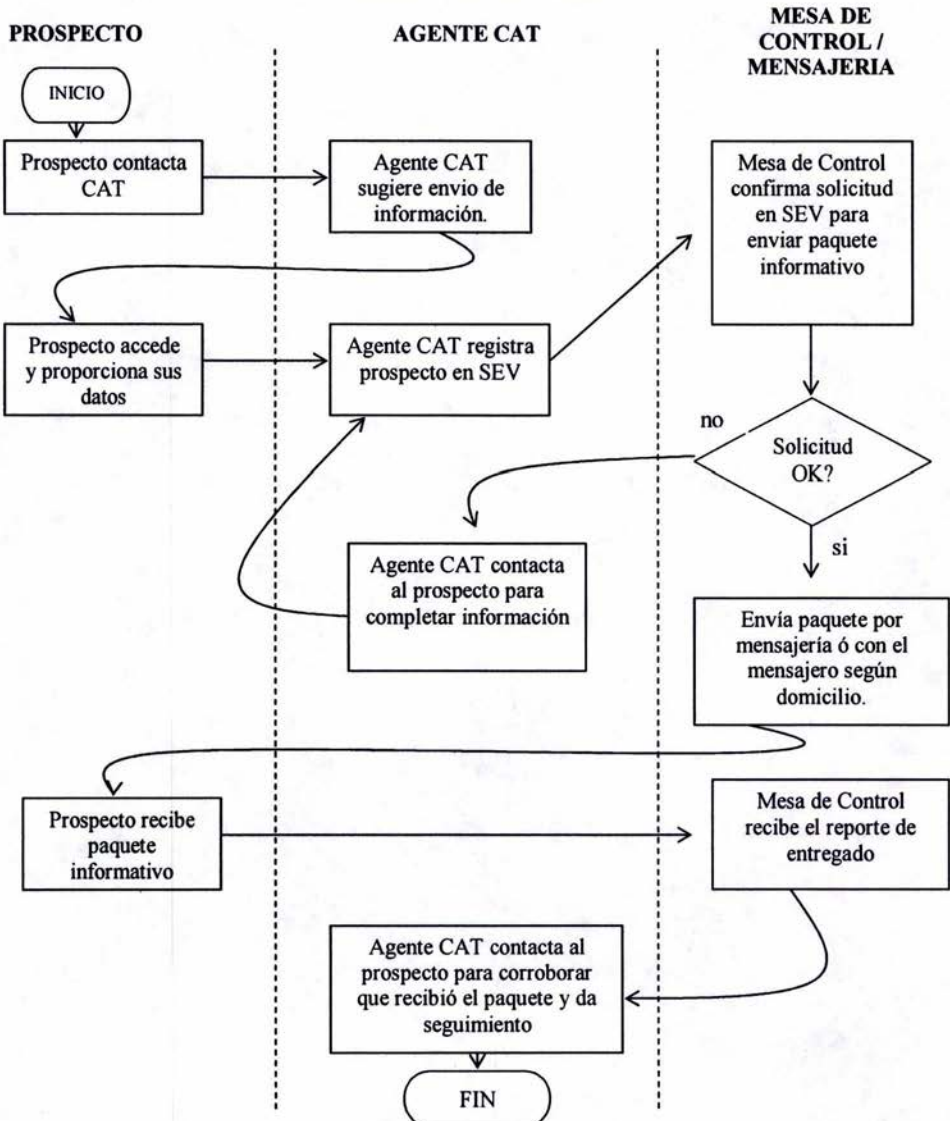 PROSPECTO
AGENTE CAT
MESA DE
CONTROL /
MENSAJERIA
INICIO
Prospecto contacta
CAT
Agente CAT
sugiere envio de
información.
Mesa de Control
confirma solicitud
en SEV para
enviar paquete
informativo
Prospecto accede
y proporciona sus
datos
Agente CAT registra
prospecto en SEV
no
Solicitud
OK?
si
Agente CAT contacta
al prospecto para
completar información
Envía paquete por
mensajería ó con el
mensajero según
domicilio.
Prospecto recibe
paquete
informativo
Mesa de Control
recibe el reporte de
entregado
Agente CAT contacta al
prospecto para corroborar
que recibió el paquete y da
seguimiento
FIN